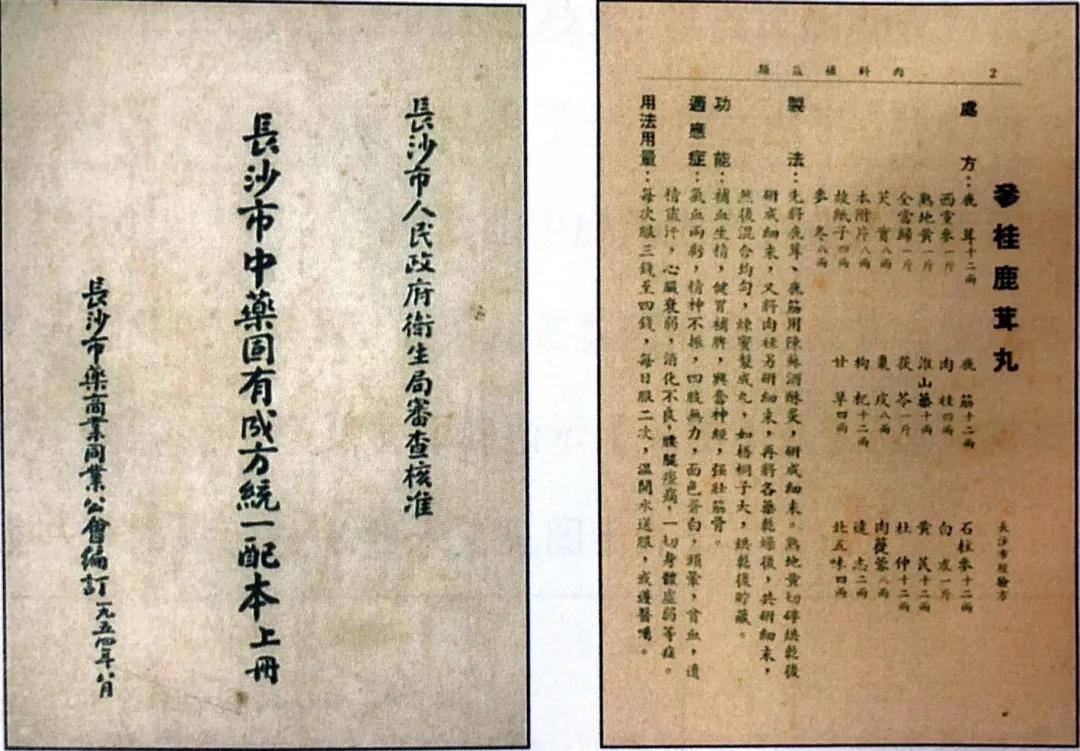 長沙市人民政府衛生局審查核准
長沙市中藥固有成方統一配本上冊
長沙市藥商業同業公會編訂一九五四年八月
內科補益類 2
參桂鹿茸丸
長沙市經驗方
處方：鹿茸十二兩 鹿筋十二兩 石柱參十二兩
西黨參一斤 肉桂四兩 白朮一斤
熟地黃一斤 淮山藥十兩 黃芪十二兩
全當歸一斤 茯苓一斤 杜仲十二兩
芡實八兩 棗皮八兩 肉蓯蓉八兩
本附片八兩 枸杞十二兩 遠志二兩
故紙子四兩 甘草四兩 北五味四兩
麥冬八兩
製法：先將鹿茸、鹿筋用陳蘇酒酥炙，研成細末。熟地黃切碎烘乾後
研成細末，又將肉桂另研細末，再將各藥乾燥後，共研細末，
然後混合均勻，煉蜜製成丸，如梧桐子大，烘乾後貯藏。
功能：補血生精，健胃補脾，興奮神經，强壯筋骨。
適應症：氣血兩虧，精神不振，四肢無力，面色蒼白，頭暈，貧血，遺
精盜汗，心臟衰弱，消化不良，腰腿痠痛，一切身體虛弱等症。
用法用量：每次服三錢至四錢，每日服二次，溫開水送服，或遵醫囑。